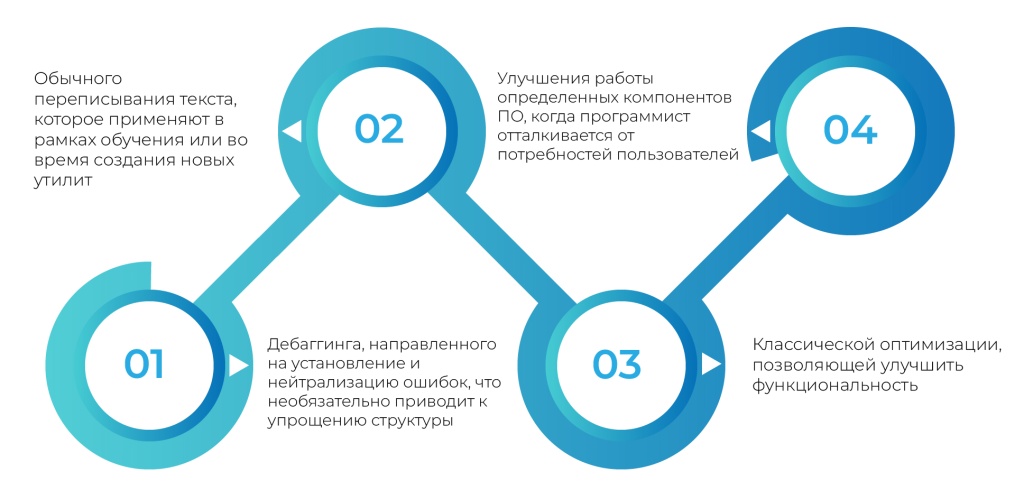 01
Дебаггинга, направленного
на установление и
нейтрализацию ошибок, что
необязательно приводит к
упрощению структуры
02
Обычного
переписывания текста,
которое применяют в
рамках обучения или во
время создания новых
утилит
03
Классической оптимизации,
позволяющей улучшить
функциональность
04
Улучшения работы
определенных компонентов
ПО, когда программист
отталкивается от
потребностей пользователей